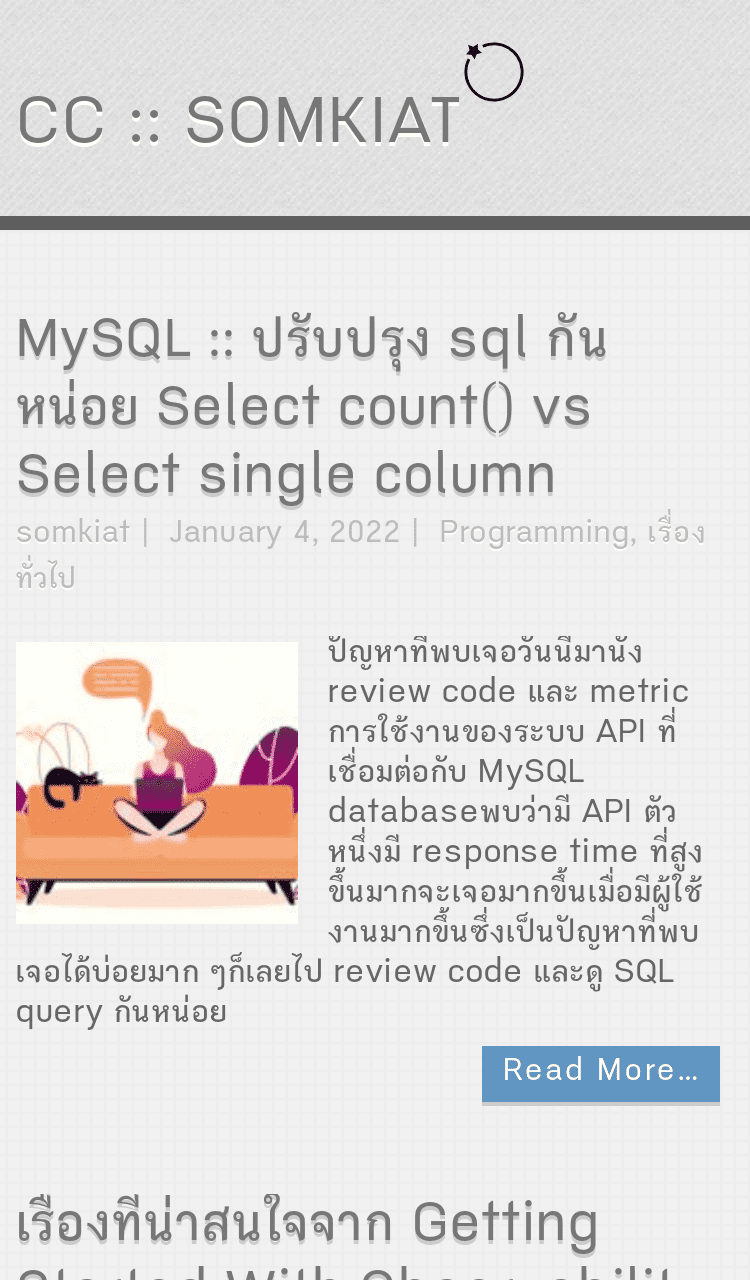 CC :: SOMKIAT
MySQL :: ปรับปรุง sql กัน
หน่อย Select count() vs
Select single column
somkiat | January 4, 2022 | Programming, เรื่อง
ทั่วไป
ปัญหาที่พบเจอวันนี้มานั่ง
review code และ metric
การใช้งานของระบบ API ที่
เชื่อมต่อกับ MySQL
databaseพบว่ามี API ตัว
หนึ่งมี response time ที่สูง
ขึ้นมากจะเจอมากขึ้นเมื่อมีผู้ใช้
งานมากขึ้นซึ่งเป็นปัญหาที่พบ
เจอได้บ่อยมาก ๆก็เลยไป review code และดู SQL
query กันหน่อย
Read More...
เรื่องที่น่าสนใจจาก Getting
Started With Observabilit